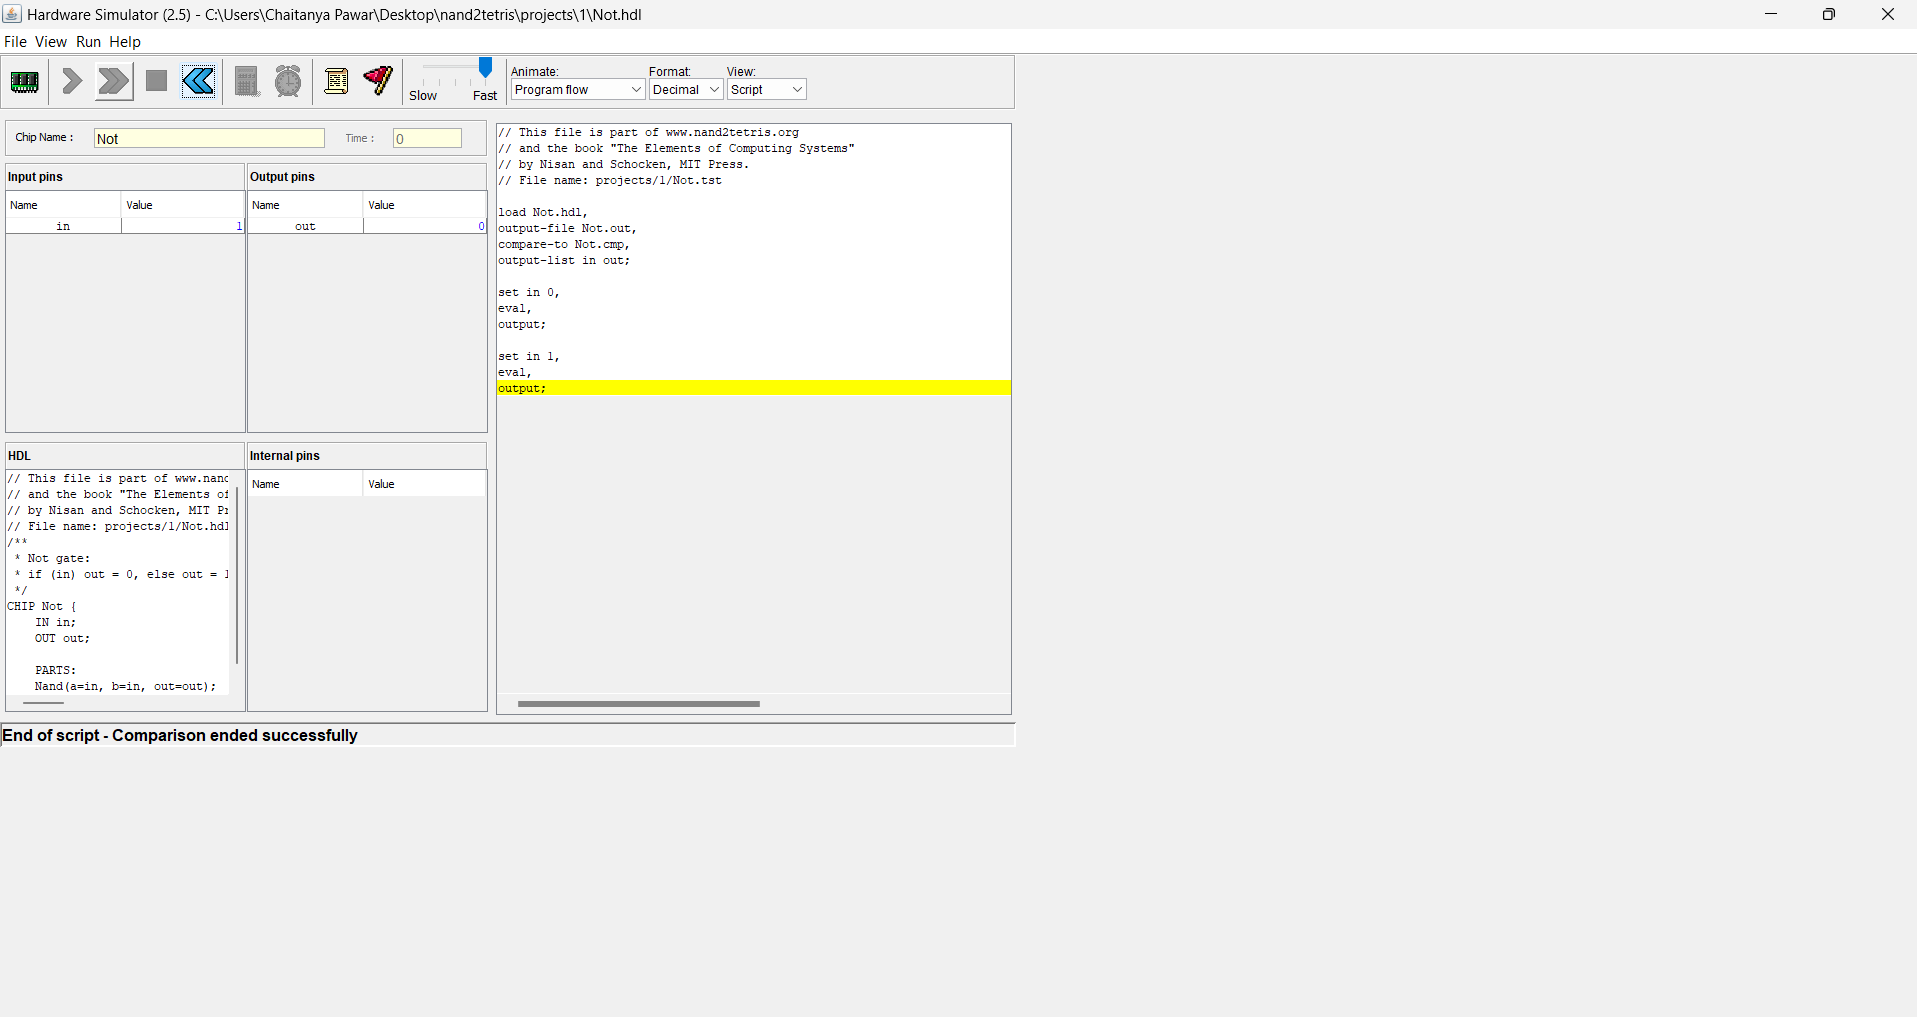 Hardware Simulator (2.5) - C:\Users\Chaitanya Pawar\Desktop\nand2tetris\projects\1\Not.hdl
File View Run Help
Slow Fast
Animate: Format: View:
Program flow Decimal Script
Chip Name : Not Time : 0
Input pins Output pins
Name Value Name Value
in 1 out 0
HDL Internal pins
Name Value
// This file is part of www.nand
// and the book "The Elements of
// by Nisan and Schocken, MIT Pr
// File name: projects/1/Not.hdl
/**
* Not gate:
* if (in) out = 0, else out = 1
*/
CHIP Not {
IN in;
OUT out;
PARTS:
Nand(a=in, b=in, out=out);
// This file is part of www.nand2tetris.org
// and the book "The Elements of Computing Systems"
// by Nisan and Schocken, MIT Press.
// File name: projects/1/Not.tst
load Not.hdl,
output-file Not.out,
compare-to Not.cmp,
output-list in out;
set in 0,
eval,
output;
set in 1,
eval,
output;
End of script - Comparison ended successfully